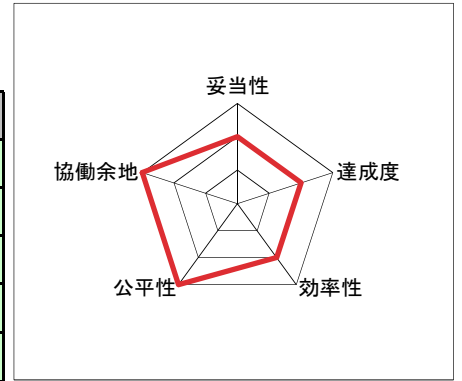 妥当性
協働余地
達成度
公平性
効率性